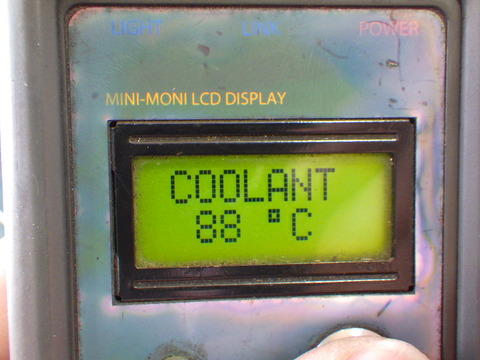 LIGHT LINK POWER
MINI-MONI LCD DISPLAY
COOLANT
88 °C